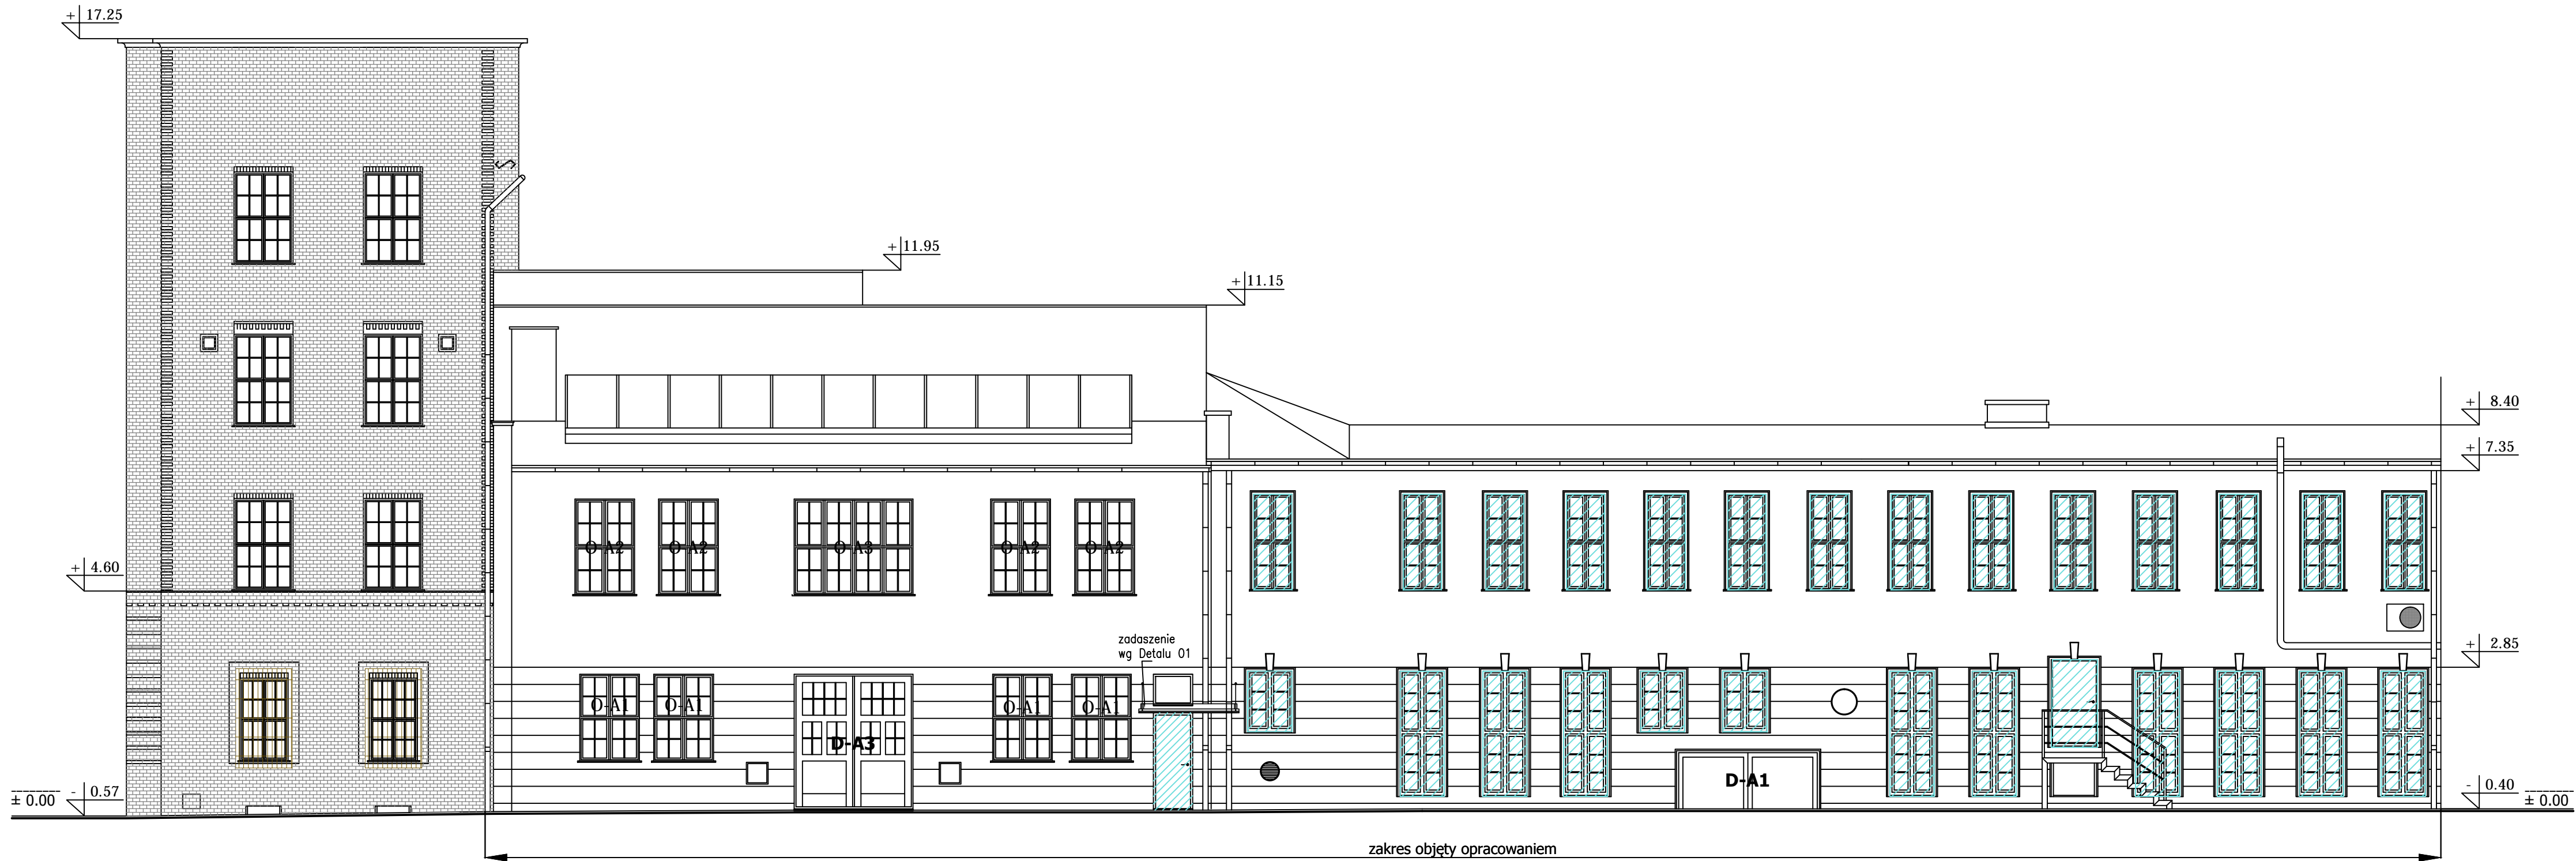 + 17.25
+ 11.95
+ 11.15
+ 8.40
+ 7.35
O-A2
O-A2
O-A3
O-A2
O-A2
+ 4.60
zadaszenie
wg Detalu 01
+ 2.85
O-A1
O-A1
O-A1
O-A1
D-A3
D-A1
- 0.57
± 0.00
- 0.40
± 0.00
zakres objęty opracowaniem